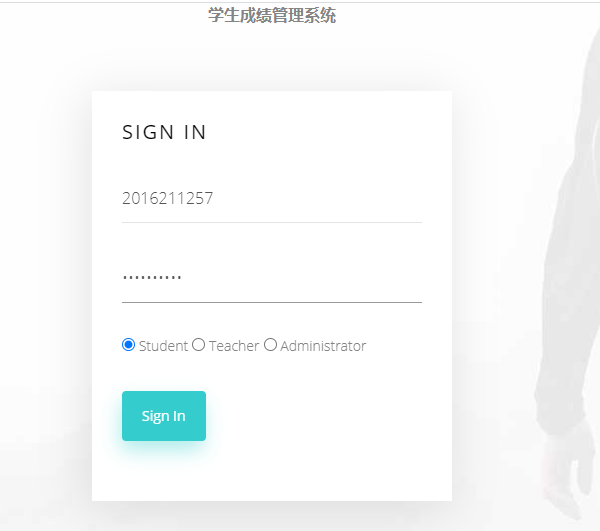 学生成绩管理系统
SIGN IN
2016211257
··········
Student Teacher Administrator
Sign In